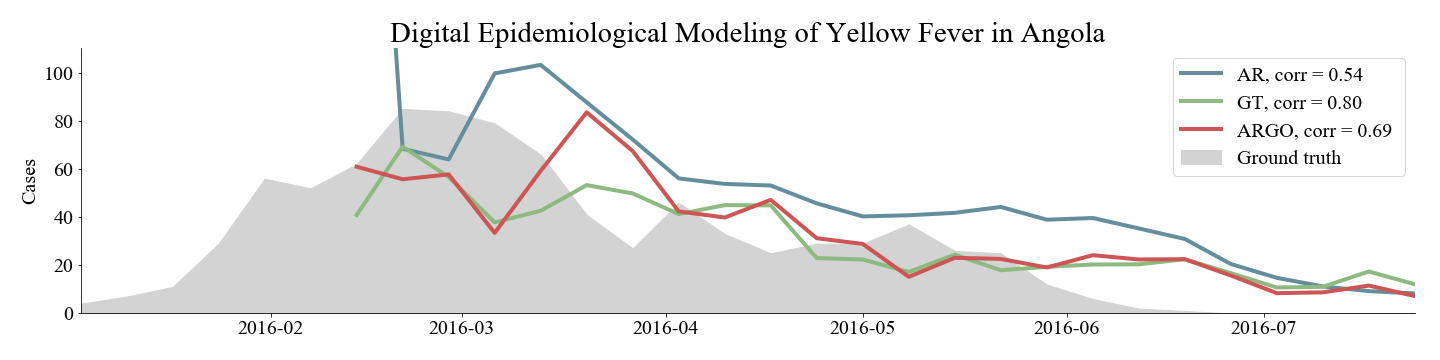 Digital Epidemiological Modeling of Yellow Fever in Angola
AR, corr = 0.54
GT, corr = 0.80
ARGO, corr = 0.69
Ground truth
Cases
100
80
60
40
20
0
2016-02
2016-03
2016-04
2016-05
2016-06
2016-07